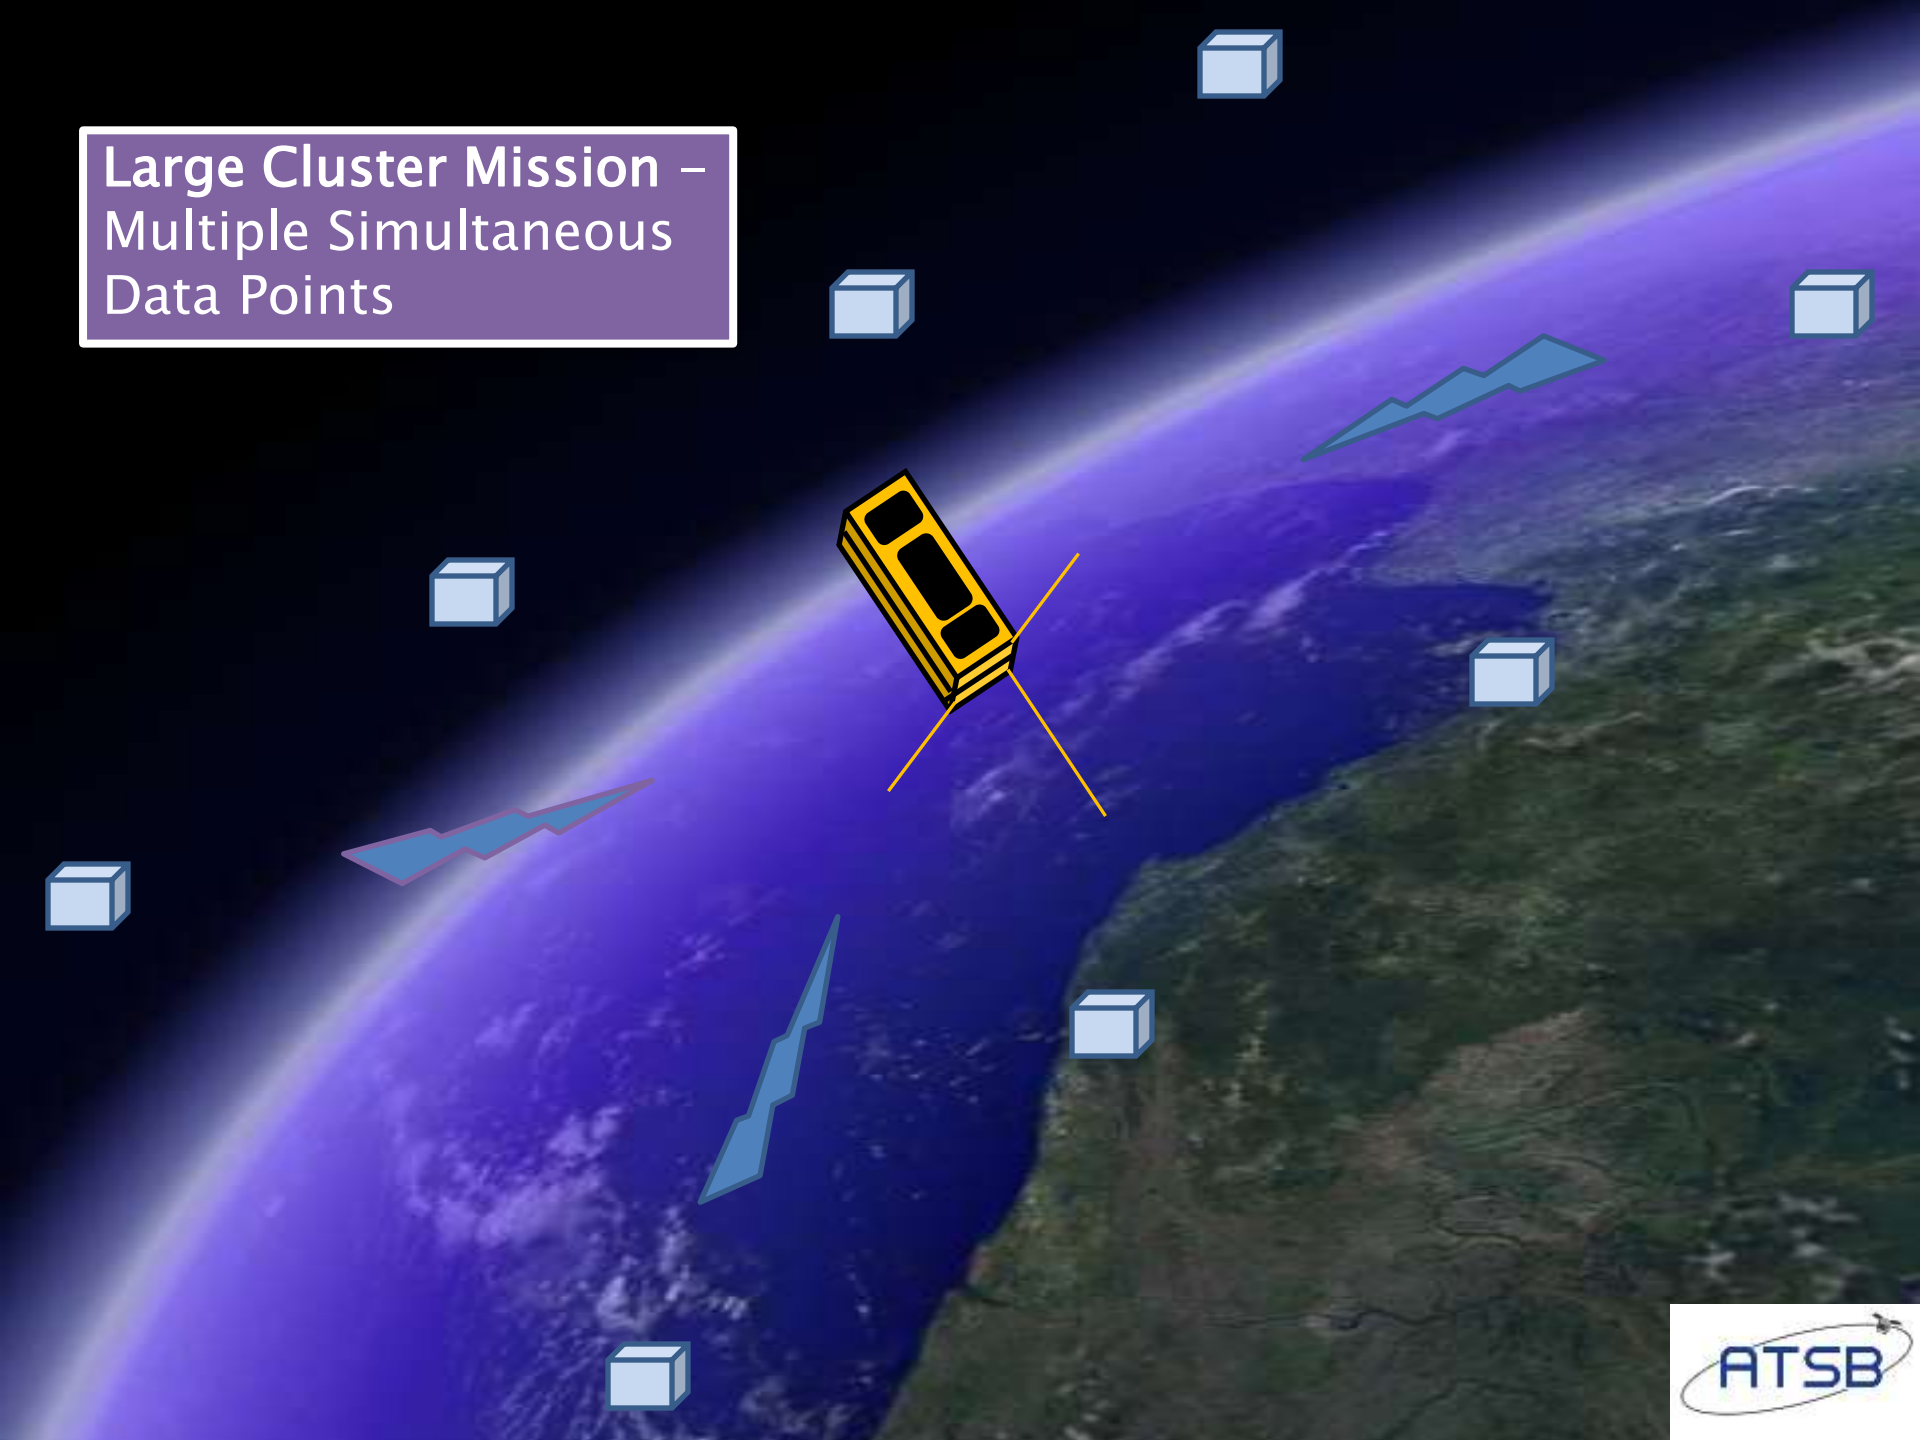 Large Cluster Mission –
Multiple Simultaneous
Data Points
ATSB